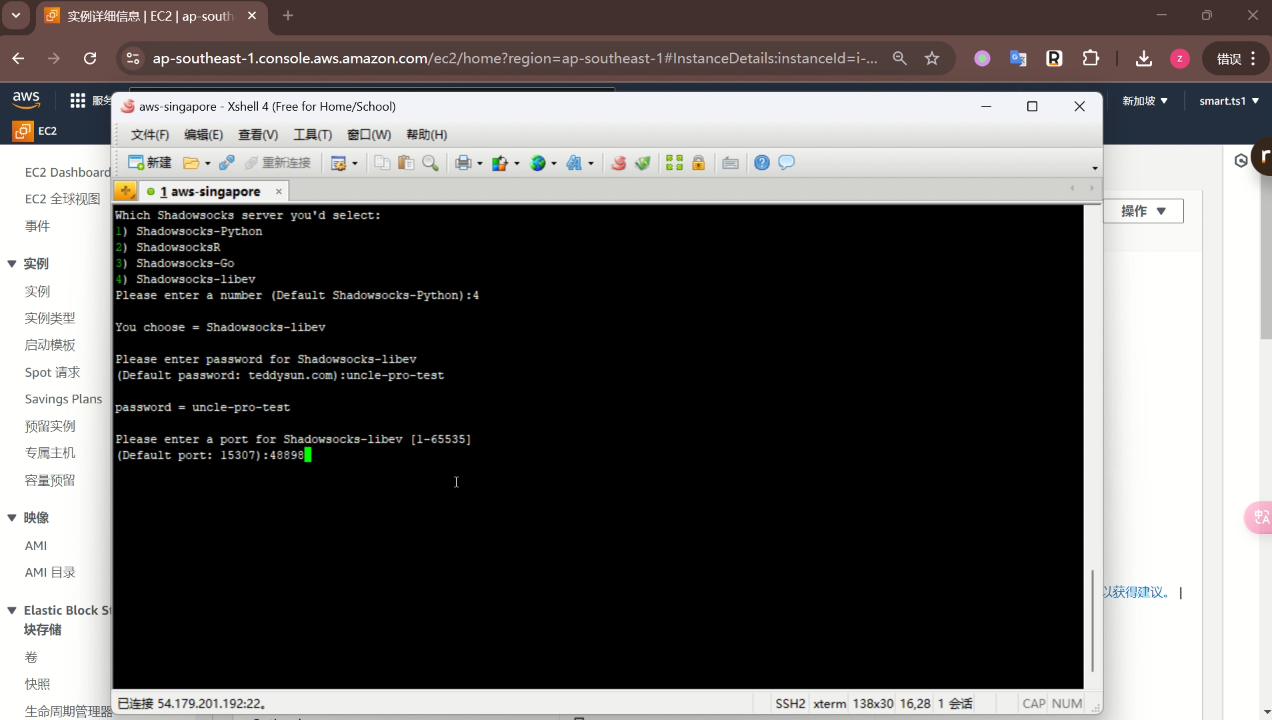 实例详细信息 | EC2 | ap-south
ap-southeast-1.console.aws.amazon.com/ec2/home?region=ap-southeast-1#InstanceDetails:instanceId=i-...
z
错误
aws
服务
新加坡
smart.ts1
EC2
aws-singapore - Xshell 4 (Free for Home/School)
文件(F) 编辑(E) 查看(V) 工具(T) 窗口(W) 帮助(H)
新建
重新连接
1 aws-singapore
EC2 Dashboard
EC2 全球视图
事件
实例
实例
实例类型
启动模板
Spot 请求
Savings Plans
预留实例
专属主机
容量预留
映像
AMI
AMI 目录
Elastic Block St
块存储
卷
快照
生命周期管理器
Which Shadowsocks server you'd select:
1) Shadowsocks-Python
2) ShadowsocksR
3) Shadowsocks-Go
4) Shadowsocks-libev
Please enter a number (Default Shadowsocks-Python):4
You choose = Shadowsocks-libev
Please enter password for Shadowsocks-libev
(Default password: teddysun.com):uncle-pro-test
password = uncle-pro-test
Please enter a port for Shadowsocks-libev [1-65535]
(Default port: 15307):48898
操作
以获得建议。
已连接 54.179.201.192:22。
SSH2 xterm 138x30 16,28 1 会话 CAP NUM